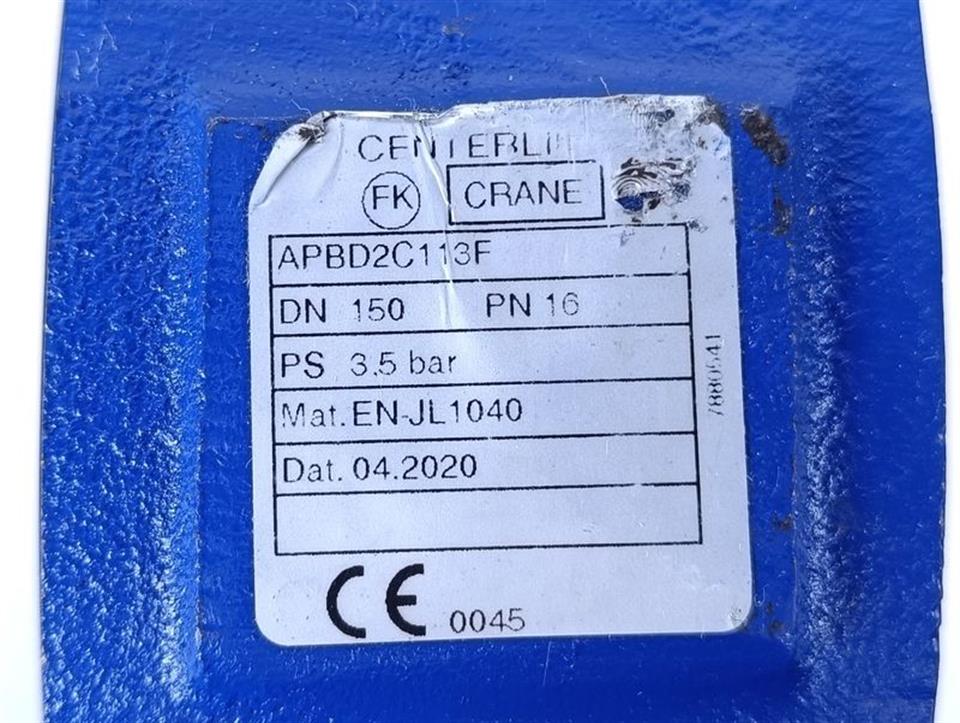 CENTERLI
FK CRANE
APBD2C113F
DN 150 PN 16
PS 3,5 bar
Mat. EN-JL1040
Dat. 04.2020
CE 0045
7880541